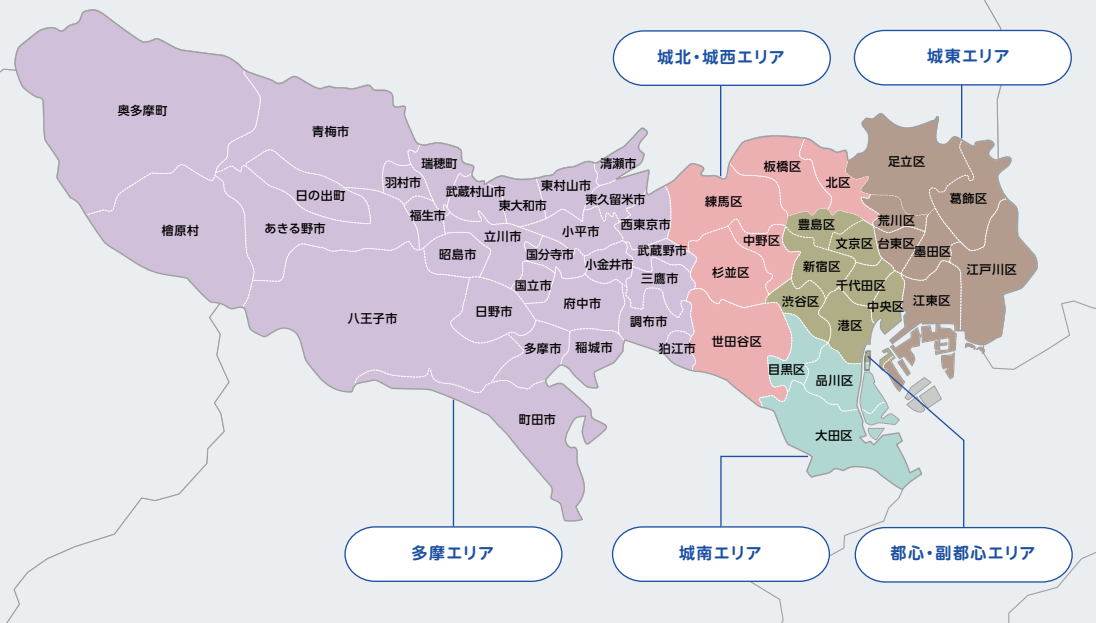 城北・城西エリア
城東エリア
奥多摩町
青梅市
瑞穂町
清瀬市
足立区
板橋区
北区
羽村市
武蔵村山市
東村山市
日の出町
東大和市
東久留米市
練馬区
葛飾区
福生市
荒川区
檜原村
あきる野市
立川市
小平市
西東京市
豊島区
中野区
文京区
台東区
墨田区
昭島市
国分寺市
小金井市
武蔵野市
杉並区
新宿区
江戸川区
国立市
三鷹市
千代田区
日野市
府中市
渋谷区
中央区
江東区
八王子市
調布市
港区
多摩市
稲城市
狛江市
世田谷区
目黒区
品川区
町田市
大田区
多摩エリア
城南エリア
都心・副都心エリア